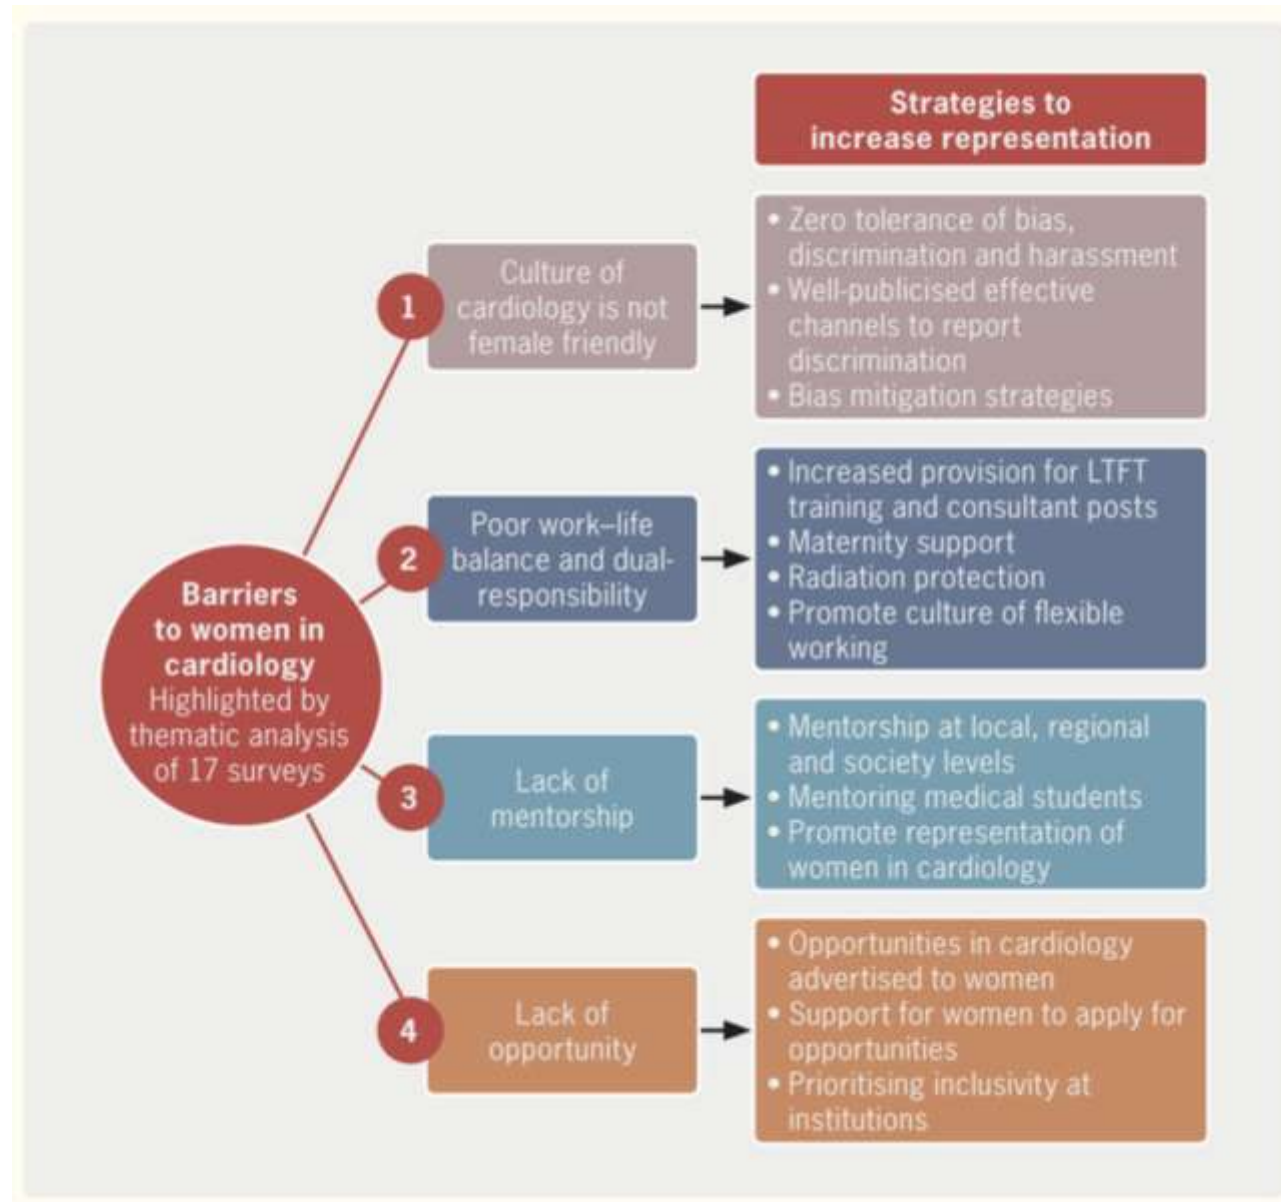 Strategies to
increase representation
1
Culture of
cardiology is not
female friendly
• Zero tolerance of bias,
discrimination and harassment
• Well-publicised effective
channels to report
discrimination
• Bias mitigation strategies
2
Poor work–life
balance and dual-
responsibility
• Increased provision for LTFT
training and consultant posts
• Maternity support
• Radiation protection
• Promote culture of flexible
working
Barriers
to women in
cardiology
Highlighted by
thematic analysis
of 17 surveys
3
Lack of
mentorship
• Mentorship at local, regional
and society levels
• Mentoring medical students
• Promote representation of
women in cardiology
4
Lack of
opportunity
• Opportunities in cardiology
advertised to women
• Support for women to apply for
opportunities
• Prioritising inclusivity at
institutions